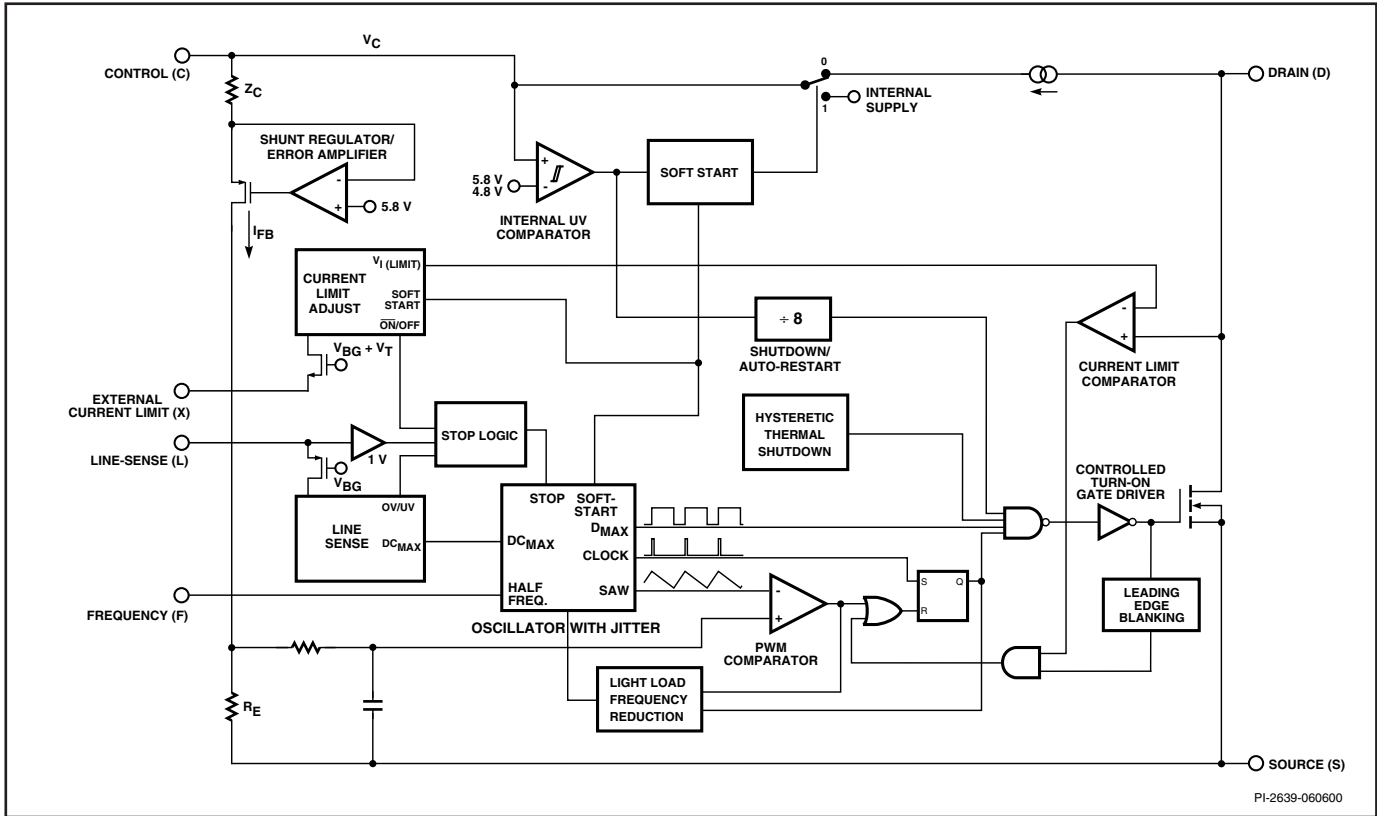 V_C
CONTROL (C)
Z_C
0
1
INTERNAL
SUPPLY
DRAIN (D)
SHUNT REGULATOR/
ERROR AMPLIFIER
-
+
5.8 V
I_FB
+
-
5.8 V
4.8 V
INTERNAL UV
COMPARATOR
SOFT START
CURRENT
LIMIT
ADJUST
V_I (LIMIT)
SOFT
START
ON/OFF
V_BG + V_T
÷ 8
SHUTDOWN/
AUTO-RESTART
-
+
CURRENT LIMIT
COMPARATOR
EXTERNAL
CURRENT LIMIT (X)
LINE-SENSE (L)
1 V
V_BG
STOP LOGIC
HYSTERETIC
THERMAL
SHUTDOWN
CONTROLLED
TURN-ON
GATE DRIVER
LINE
SENSE
OV/UV
DC_MAX
STOP
SOFT-
START
D_MAX
DC_MAX
CLOCK
HALF
FREQ.
SAW
OSCILLATOR WITH JITTER
FREQUENCY (F)
-
+
PWM
COMPARATOR
S
Q
R
LEADING
EDGE
BLANKING
LIGHT LOAD
FREQUENCY
REDUCTION
R_E
SOURCE (S)
PI-2639-060600